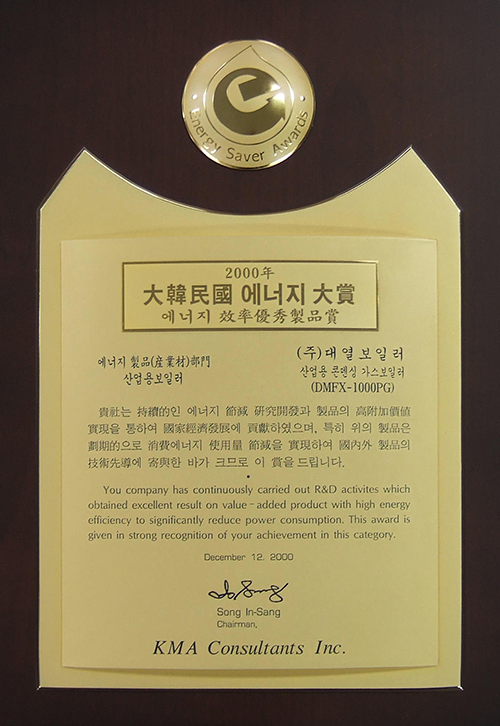 Energy Saver Awards
2000年
大韓民國 에너지 大賞
에너지 效率優秀製品賞
에너지 製品(産業材)部門
산업용보일러
(주)대열보일러
산업용 콘덴싱 가스보일러
(DMFX-1000PG)
貴社는 持續的인 에너지 節減 研究開發과 製品의 高附加價値
實現을 통하여 國家經濟發展에 貢獻하였으며, 특히 위의 製品은
劃期的으로 消費에너지 使用量 節減을 實現하여 國內外 製品의
技術先導에 寄與한 바가 크므로 이 賞을 드립니다.
You company has continuously carried out R&D activites which
obtained excellent result on value-added product with high energy
efficiency to significantly reduce power consumption. This award is
given in strong recognition of your achievement in this category.
December 12. 2000
Song In-Sang
Chairman,
KMA Consultants Inc.